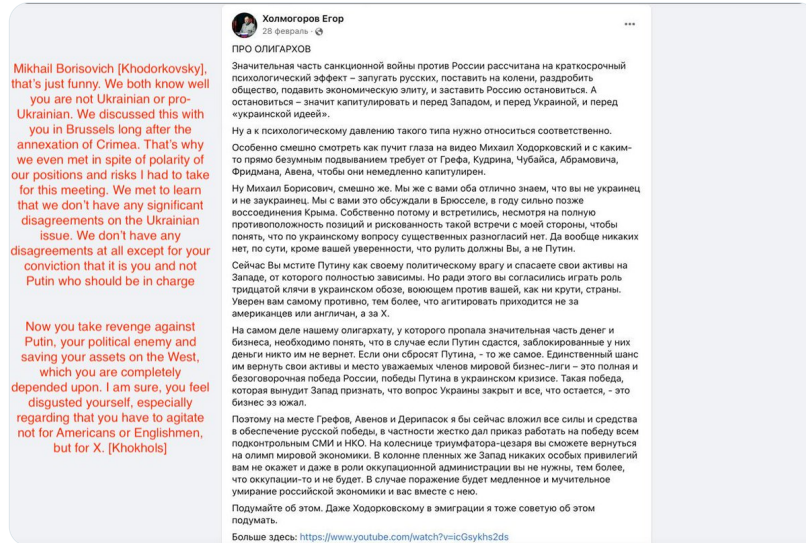 Mikhail Borisovich [Khodorkovsky],
that's just funny. We both know well
you are not Ukrainian or pro-
Ukrainian. We discussed this with
you in Brussels long after the
annexation of Crimea. That's why
we even met in spite of polarity of
our positions and risks I had to take
for this meeting. We met to learn
that we don't have any significant
disagreements on the Ukrainian
issue. We don't have any
disagreements at all except for your
conviction that it is you and not
Putin who should be in charge
Now you take revenge against
Putin, your political enemy and
saving your assets on the West,
which you are completely
depended upon. I am sure, you feel
disgusted yourself, especially
regarding that you have to agitate
not for Americans or Englishmen,
but for X. [Khokhols]
Холмогоров Егор
28 февраль ·
ПРО ОЛИГАРХОВ
Значительная часть санкционной войны против России рассчитана на краткосрочный
психологический эффект – запугать русских, поставить на колени, раздробить
общество, подавить экономическую элиту, и заставить Россию остановиться. А
остановиться – значит капитулировать и перед Западом, и перед Украиной, и перед
«украинской идеей».
Ну а к психологическому давлению такого типа нужно относиться соответственно.
Особенно смешно смотреть как пучит глаза на видео Михаил Ходорковский и с каким-
то прямо безумным подвыванием требует от Грефа, Кудрина, Чубайса, Абрамовича,
Фридмана, Авена, чтобы они немедленно капитулирен.
Ну Михаил Борисович, смешно же. Мы же с вами оба отлично знаем, что вы не украинец
и не заукраинец. Мы с вами это обсуждали в Брюсселе, в году сильно позже
воссоединения Крыма. Собственно потому и встретились, несмотря на полную
противоположность позиций и рискованность такой встречи с моей стороны, чтобы
понять, что по украинскому вопросу существенных разногласий нет. Да вообще никаких
нет, по сути, кроме вашей уверенности, что рулить должны Вы, а не Путин.
Сейчас Вы мстите Путину как своему политическому врагу и спасаете свои активы на
Западе, от которого полностью зависимы. Но ради этого вы согласились играть роль
тридцатой клячи в украинском обозе, воюющем против вашей, как ни крути, страны.
Уверен вам самому противно, тем более, что агитировать приходится не за
американцев или англичан, а за Х.
На самом деле нашему олигархату, у которого пропала значительная часть денег и
бизнеса, необходимо понять, что в случае если Путин сдастся, заблокированные у них
деньги никто им не вернет. Если они сбросят Путина, - то же самое. Единственный шанс
им вернуть свои активы и место уважаемых членов мировой бизнес-лиги – это полная и
безоговорочная победа России, победы Путина в украинском кризисе. Такая победа,
которая вынудит Запад признать, что вопрос Украины закрыт и все, что остается, - это
бизнес эз южал.
Поэтому на месте Грефов, Авенов и Дерипасок я бы сейчас вложил все силы и средства
в обеспечение русской победы, в частности жестко дал приказ работать на победу всем
подконтрольным СМИ и НКО. На колеснице триумфатора-цезаря вы сможете вернуться
на олимп мировой экономики. В колонне пленных же Запад никаких особых привилегий
вам не окажет и даже в роли оккупационной администрации вы не нужны, тем более,
что оккупации-то и не будет. В случае поражение будет медленное и мучительное
умирание российской экономики и вас вместе с нею.
Подумайте об этом. Даже Ходорковскому в эмиграции я тоже советую об этом
подумать.
Больше здесь: https://www.youtube.com/watch?v=icGsykhs2ds